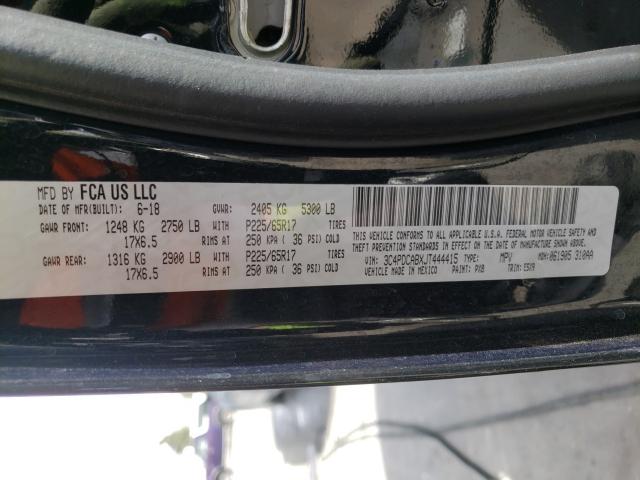 MFD BY FCA US LLC
DATE OF MFR(BUILT): 6-18 GVWR: 2405 KG 5300 LB
GAWR FRONT: 1248 KG 2750 LB WITH P225/65R17 TIRES
17X6.5 RIMS AT 250 KPA ( 36 PSI) COLD
GAWR REAR: 1316 KG 2900 LB WITH P225/65R17 TIRES
17X6.5 RIMS AT 250 KPA ( 36 PSI) COLD
THIS VEHICLE CONFORMS TO ALL APPLICABLE U.S.A. FEDERAL MOTOR VEHICLE SAFETY AND
THEFT PREVENTION STANDARDS IN EFFECT ON THE DATE OF MANUFACTURE SHOWN ABOVE.
VIN: 3C4PDCABXJT444415 TYPE: MPV MDH:061905 310AA
VEHICLE MADE IN MEXICO PAINT: PX8 TRIM: E5X9